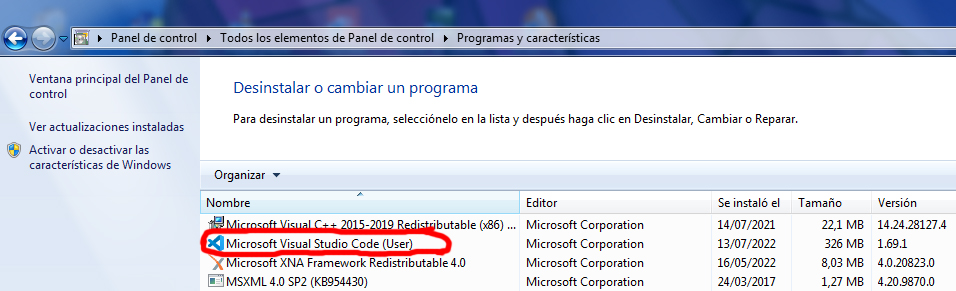 Panel de control Todos los elementos de Panel de control Programas y características
Ventana principal del Panel de
control
Ver actualizaciones instaladas
Activar o desactivar las
características de Windows
Desinstalar o cambiar un programa
Para desinstalar un programa, selecciónelo en la lista y después haga clic en Desinstalar, Cambiar o Reparar.
Organizar
Nombre Editor Se instaló el Tamaño Versión
Microsoft Visual C++ 2015-2019 Redistributable (x86) ... Microsoft Corporation 14/07/2021 22,1 MB 14.24.28127.4
Microsoft Visual Studio Code (User) Microsoft Corporation 13/07/2022 326 MB 1.69.1
Microsoft XNA Framework Redistributable 4.0 Microsoft Corporation 16/05/2022 8,03 MB 4.0.20823.0
MSXML 4.0 SP2 (KB954430) Microsoft Corporation 24/03/2017 1,27 MB 4.20.9870.0